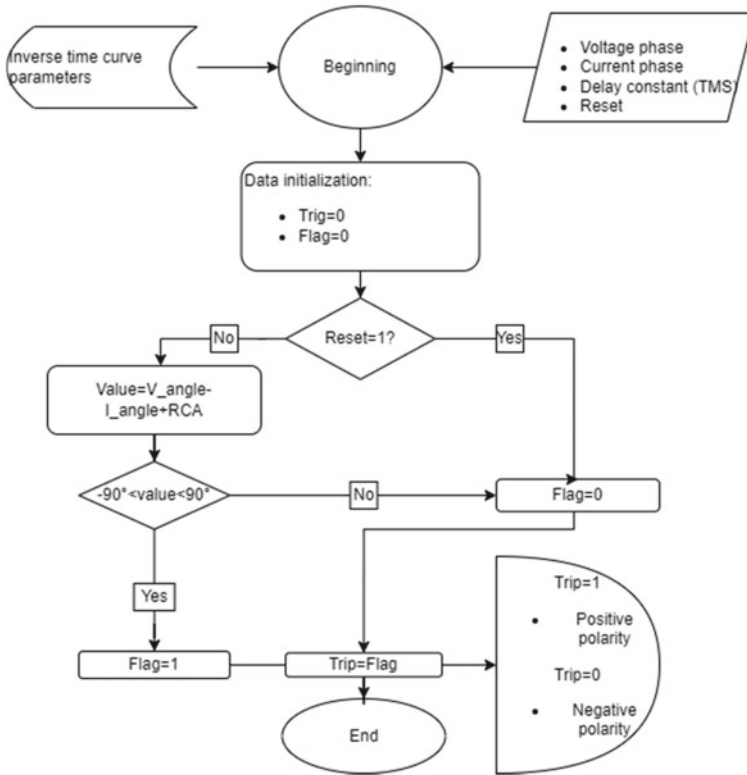 Inverse time curve
parameters
Beginning
• Voltage phase
• Current phase
• Delay constant (TMS)
• Reset
Data initialization:
• Trig=0
• Flag=0
Reset=1?
No
Yes
Value=V_angle-
I_angle+RCA
-90°<value<90°
No
Flag=0
Yes
Flag=1
Trip=Flag
Trip=1
• Positive
polarity
Trip=0
• Negative
polarity
End